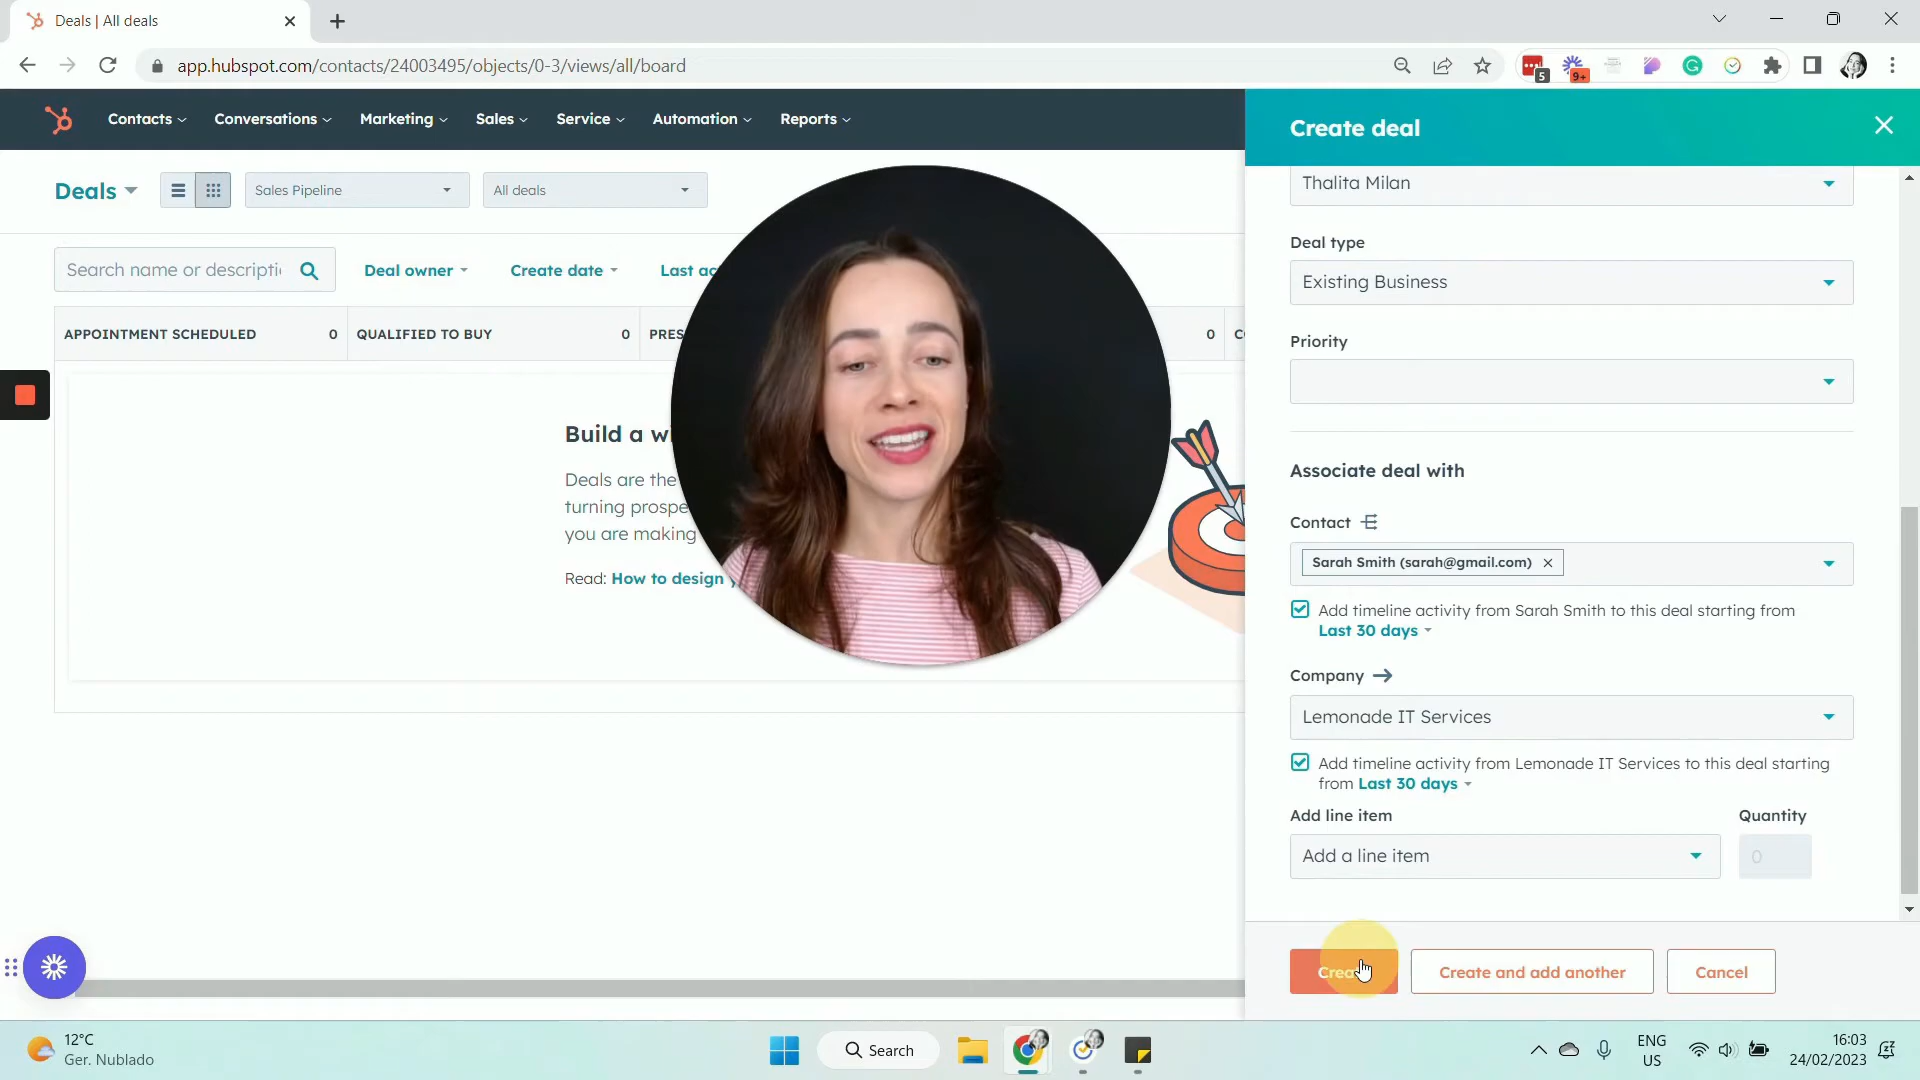 Deals | All deals
app.hubspot.com/contacts/24003495/objects/0-3/views/all/board
5
9+
Contacts
Conversations
Marketing
Sales
Service
Automation
Reports
Create deal
Deals
Sales Pipeline
All deals
Search name or descripti
Deal owner
Create date
Last ac
APPOINTMENT SCHEDULED 0
QUALIFIED TO BUY 0
PRES
0
C
Build a w
Deals are the
turning prospe
you are making
Read: How to design
Thalita Milan
Deal type
Existing Business
Priority
Associate deal with
Contact
Sarah Smith (sarah@gmail.com)
Add timeline activity from Sarah Smith to this deal starting from
Last 30 days
Company
Lemonade IT Services
Add timeline activity from Lemonade IT Services to this deal starting
from Last 30 days
Add line item
Quantity
Add a line item
0
Create and add another
Cancel
12°C
Ger. Nublado
Search
ENG
US
16:03
24/02/2023